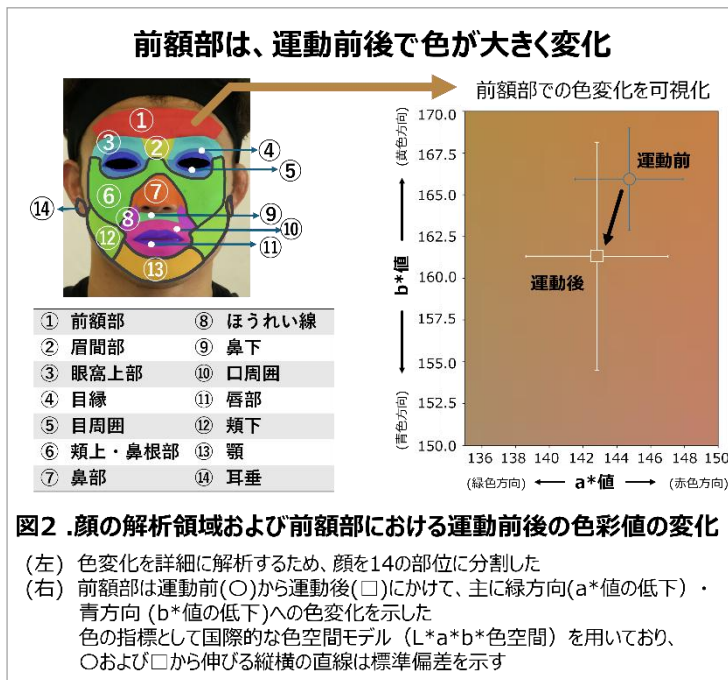 前額部は、運動前後で色が大きく変化
前額部での色変化を可視化
①
②
③
④
⑤
⑥
⑦
⑧
⑨
⑩
⑪
⑫
⑬
⑭
① 前額部 ⑧ ほうれい線
② 眉間部 ⑨ 鼻下
③ 眼窩上部 ⑩ 口周囲
④ 目縁 ⑪ 唇部
⑤ 目周囲 ⑫ 頬下
⑥ 頬上・鼻根部 ⑬ 顎
⑦ 鼻部 ⑭ 耳垂
(黄色方向)
b*値
(青色方向)
170.0
167.5
165.0
162.5
160.0
157.5
155.0
152.5
150.0
運動前
運動後
136 138 140 142 144 146 148 150
(緑色方向) a*値 (赤色方向)
図2 .顔の解析領域および前額部における運動前後の色彩値の変化
(左) 色変化を詳細に解析するため、顔を14の部位に分割した
(右) 前額部は運動前(○)から運動後(□)にかけて、主に緑方向(a*値の低下)・
青方向 (b*値の低下)への色変化を示した
色の指標として国際的な色空間モデル（L*a*b*色空間）を用いており、
○および□から伸びる縦横の直線は標準偏差を示す